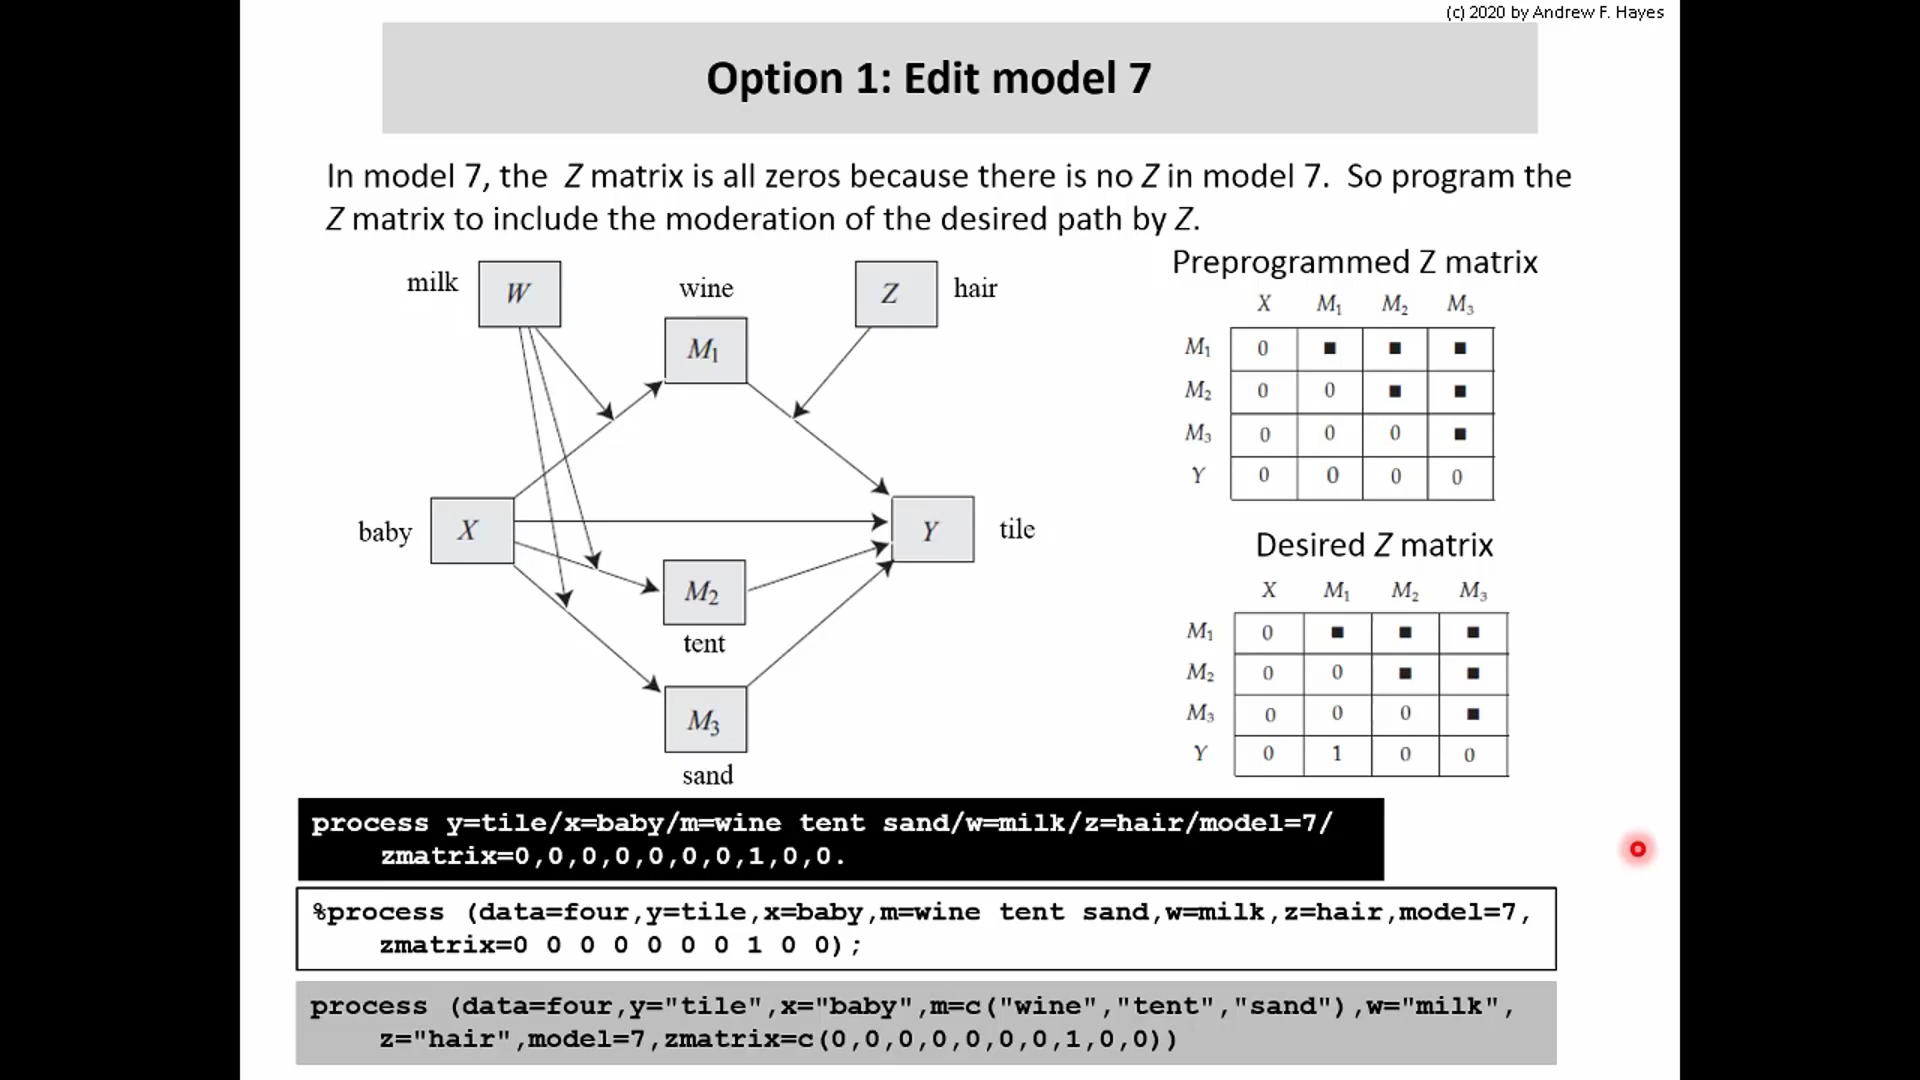 (c) 2020 by Andrew F. Hayes
Option 1: Edit model 7
In model 7, the Z matrix is all zeros because there is no Z in model 7. So program the
Z matrix to include the moderation of the desired path by Z.
milk
W
wine
M1
Z
hair
baby
X
Y
tile
M2
tent
M3
sand
Preprogrammed Z matrix
X M1 M2 M3
M1 0 ■ ■ ■
M2 0 0 ■ ■
M3 0 0 0 ■
Y 0 0 0 0
Desired Z matrix
X M1 M2 M3
M1 0 ■ ■ ■
M2 0 0 ■ ■
M3 0 0 0 ■
Y 0 1 0 0
process y=tile/x=baby/m=wine tent sand/w=milk/z=hair/model=7/
zmatrix=0,0,0,0,0,0,0,1,0,0.
%process (data=four,y=tile,x=baby,m=wine tent sand,w=milk,z=hair,model=7,
zmatrix=0 0 0 0 0 0 0 1 0 0);
process (data=four,y="tile",x="baby",m=c("wine","tent","sand"),w="milk",
z="hair",model=7,zmatrix=c(0,0,0,0,0,0,0,1,0,0))